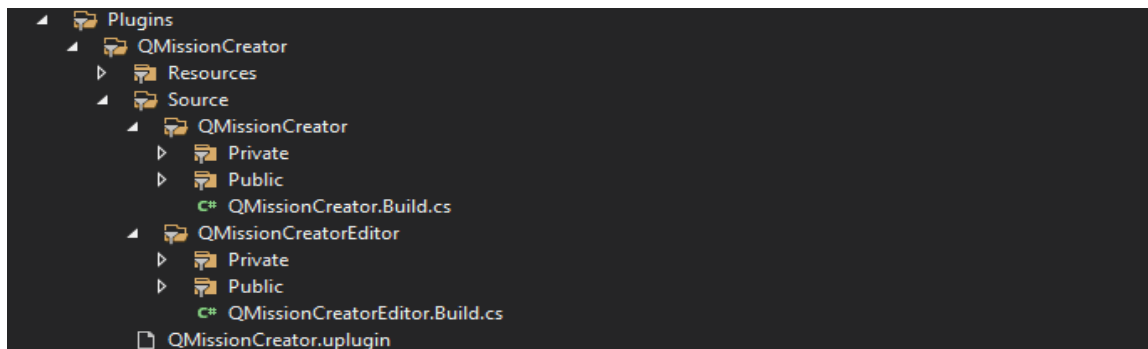 Plugins
QMissionCreator
Resources
Source
QMissionCreator
Private
Public
C# QMissionCreator.Build.cs
QMissionCreatorEditor
Private
Public
C# QMissionCreatorEditor.Build.cs
QMissionCreator.uplugin